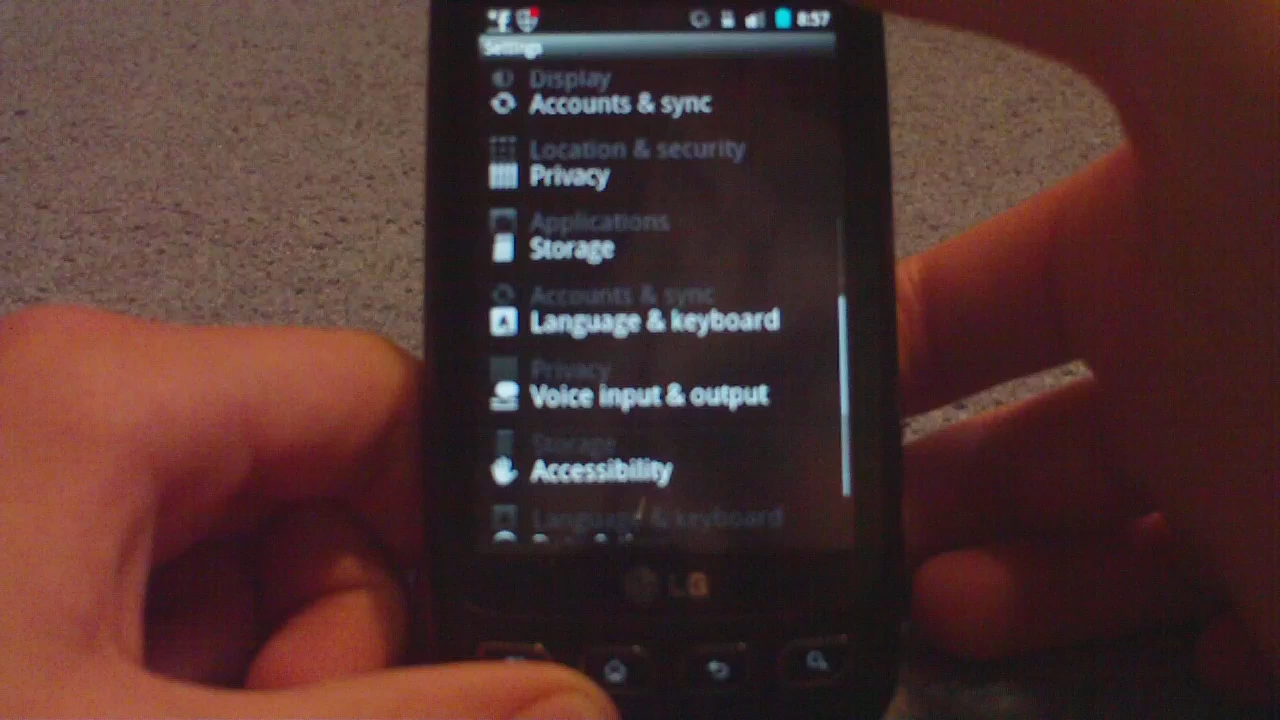 8:57
Settings
Display
Accounts & sync
Location & security
Privacy
Applications
Storage
Accounts & sync
Language & keyboard
Privacy
Voice input & output
Storage
Accessibility
Language & keyboard
LG